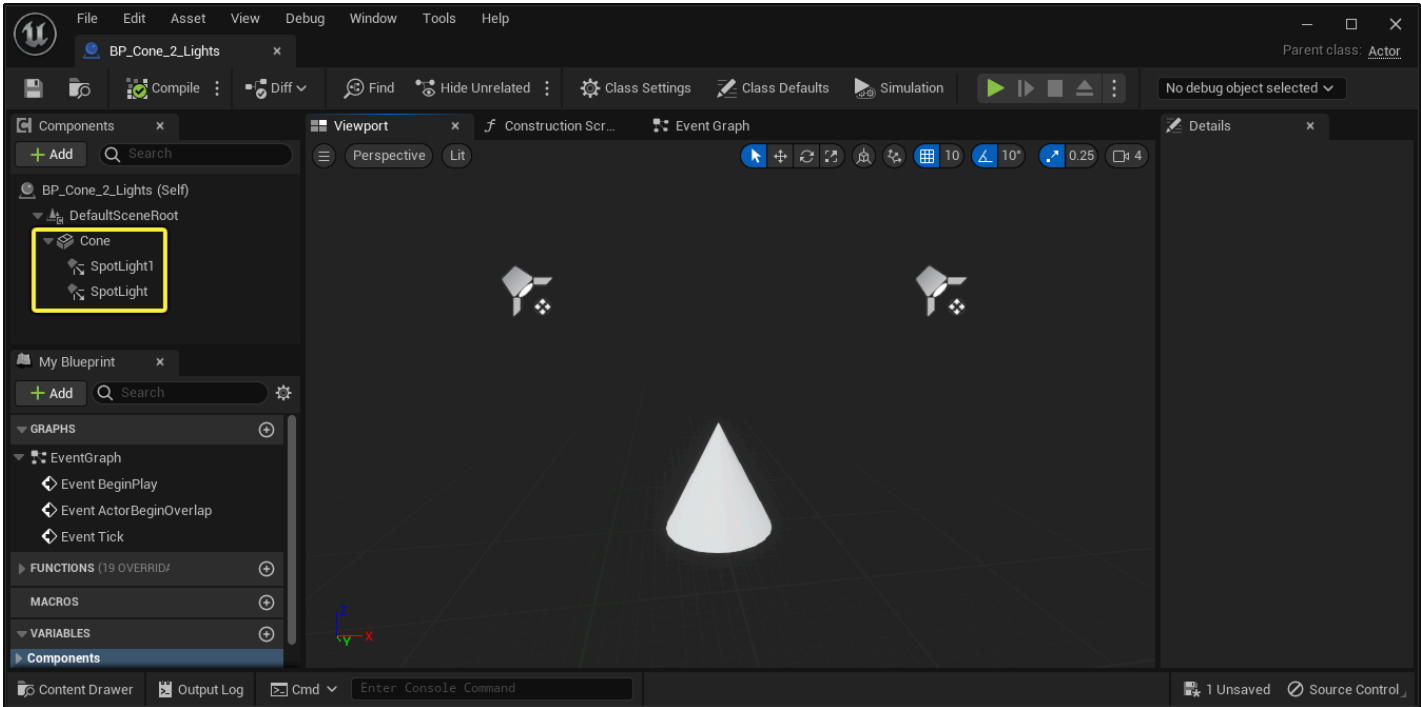 File Edit Asset View Debug Window Tools Help
BP_Cone_2_Lights
Parent class: Actor
Compile Diff Find Hide Unrelated Class Settings Class Defaults Simulation No debug object selected
Components Viewport Construction Scr... Event Graph Details
+ Add Search Perspective Lit 10 10° 0.25 4
BP_Cone_2_Lights (Self)
DefaultSceneRoot
Cone
SpotLight1
SpotLight
My Blueprint
+ Add Search
GRAPHS
EventGraph
Event BeginPlay
Event ActorBeginOverlap
Event Tick
FUNCTIONS (19 OVERRIDA
MACROS
VARIABLES
Components
Z
Y X
Content Drawer Output Log Cmd Enter Console Command 1 Unsaved Source Control